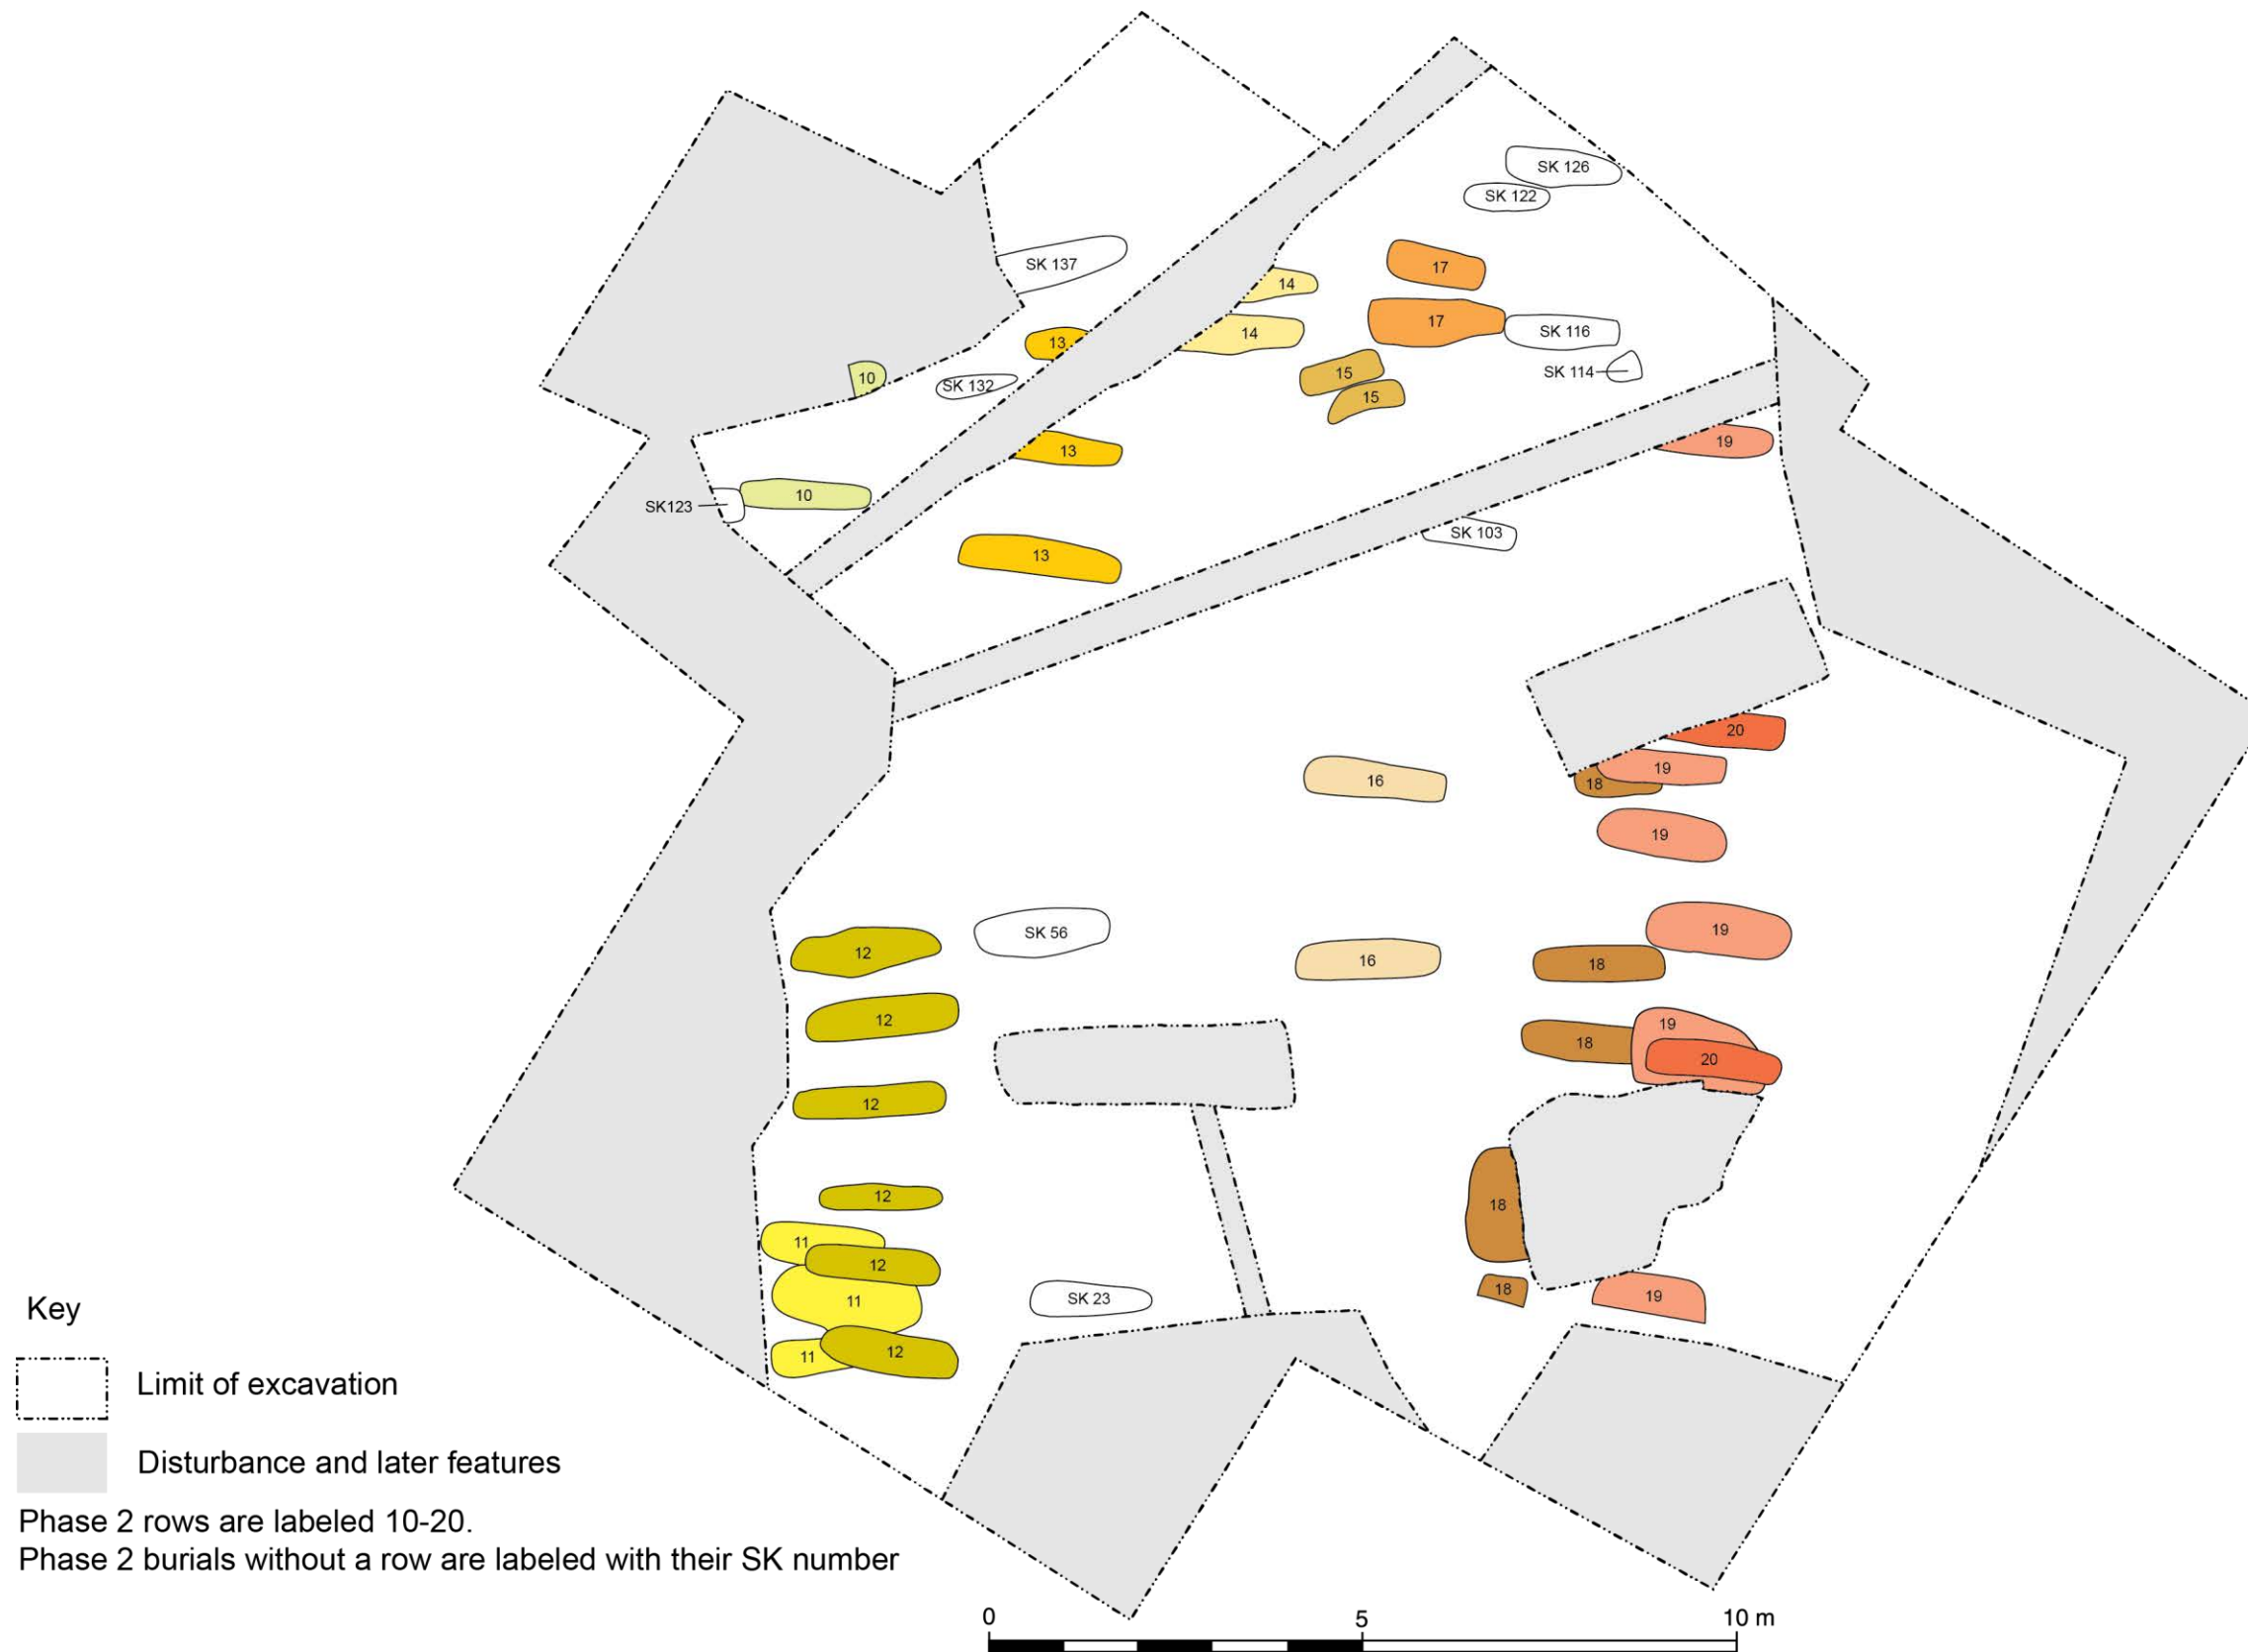 SK 126
SK 122
SK 137
17
14
17
14
SK 116
13
SK 114
15
10
SK 132
15
19
13
10
SK123
SK 103
13
20
19
16
18
19
19
SK 56
12
16
18
12
19
18
20
12
12
18
11
12
18
19
SK 23
11
12
11
Key
Limit of excavation
Disturbance and later features
Phase 2 rows are labeled 10-20.
Phase 2 burials without a row are labeled with their SK number
0 5 10 m